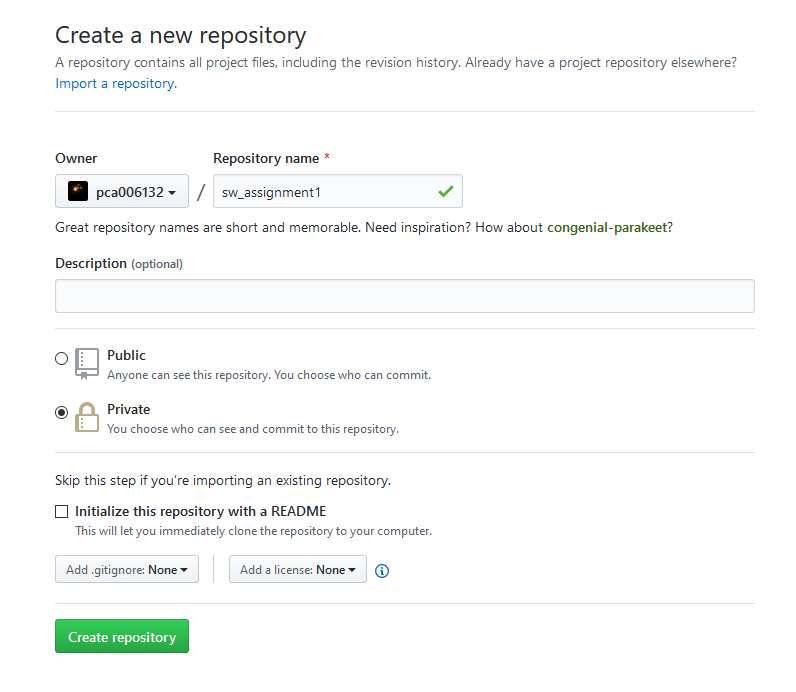 Create a new repository
A repository contains all project files, including the revision history. Already have a project repository elsewhere?
Import a repository.
Owner
Repository name *
pca006132
/
sw_assignment1
Great repository names are short and memorable. Need inspiration? How about congenial-parakeet?
Description (optional)
Public
Anyone can see this repository. You choose who can commit.
Private
You choose who can see and commit to this repository.
Skip this step if you're importing an existing repository.
Initialize this repository with a README
This will let you immediately clone the repository to your computer.
Add .gitignore: None
Add a license: None
Create repository